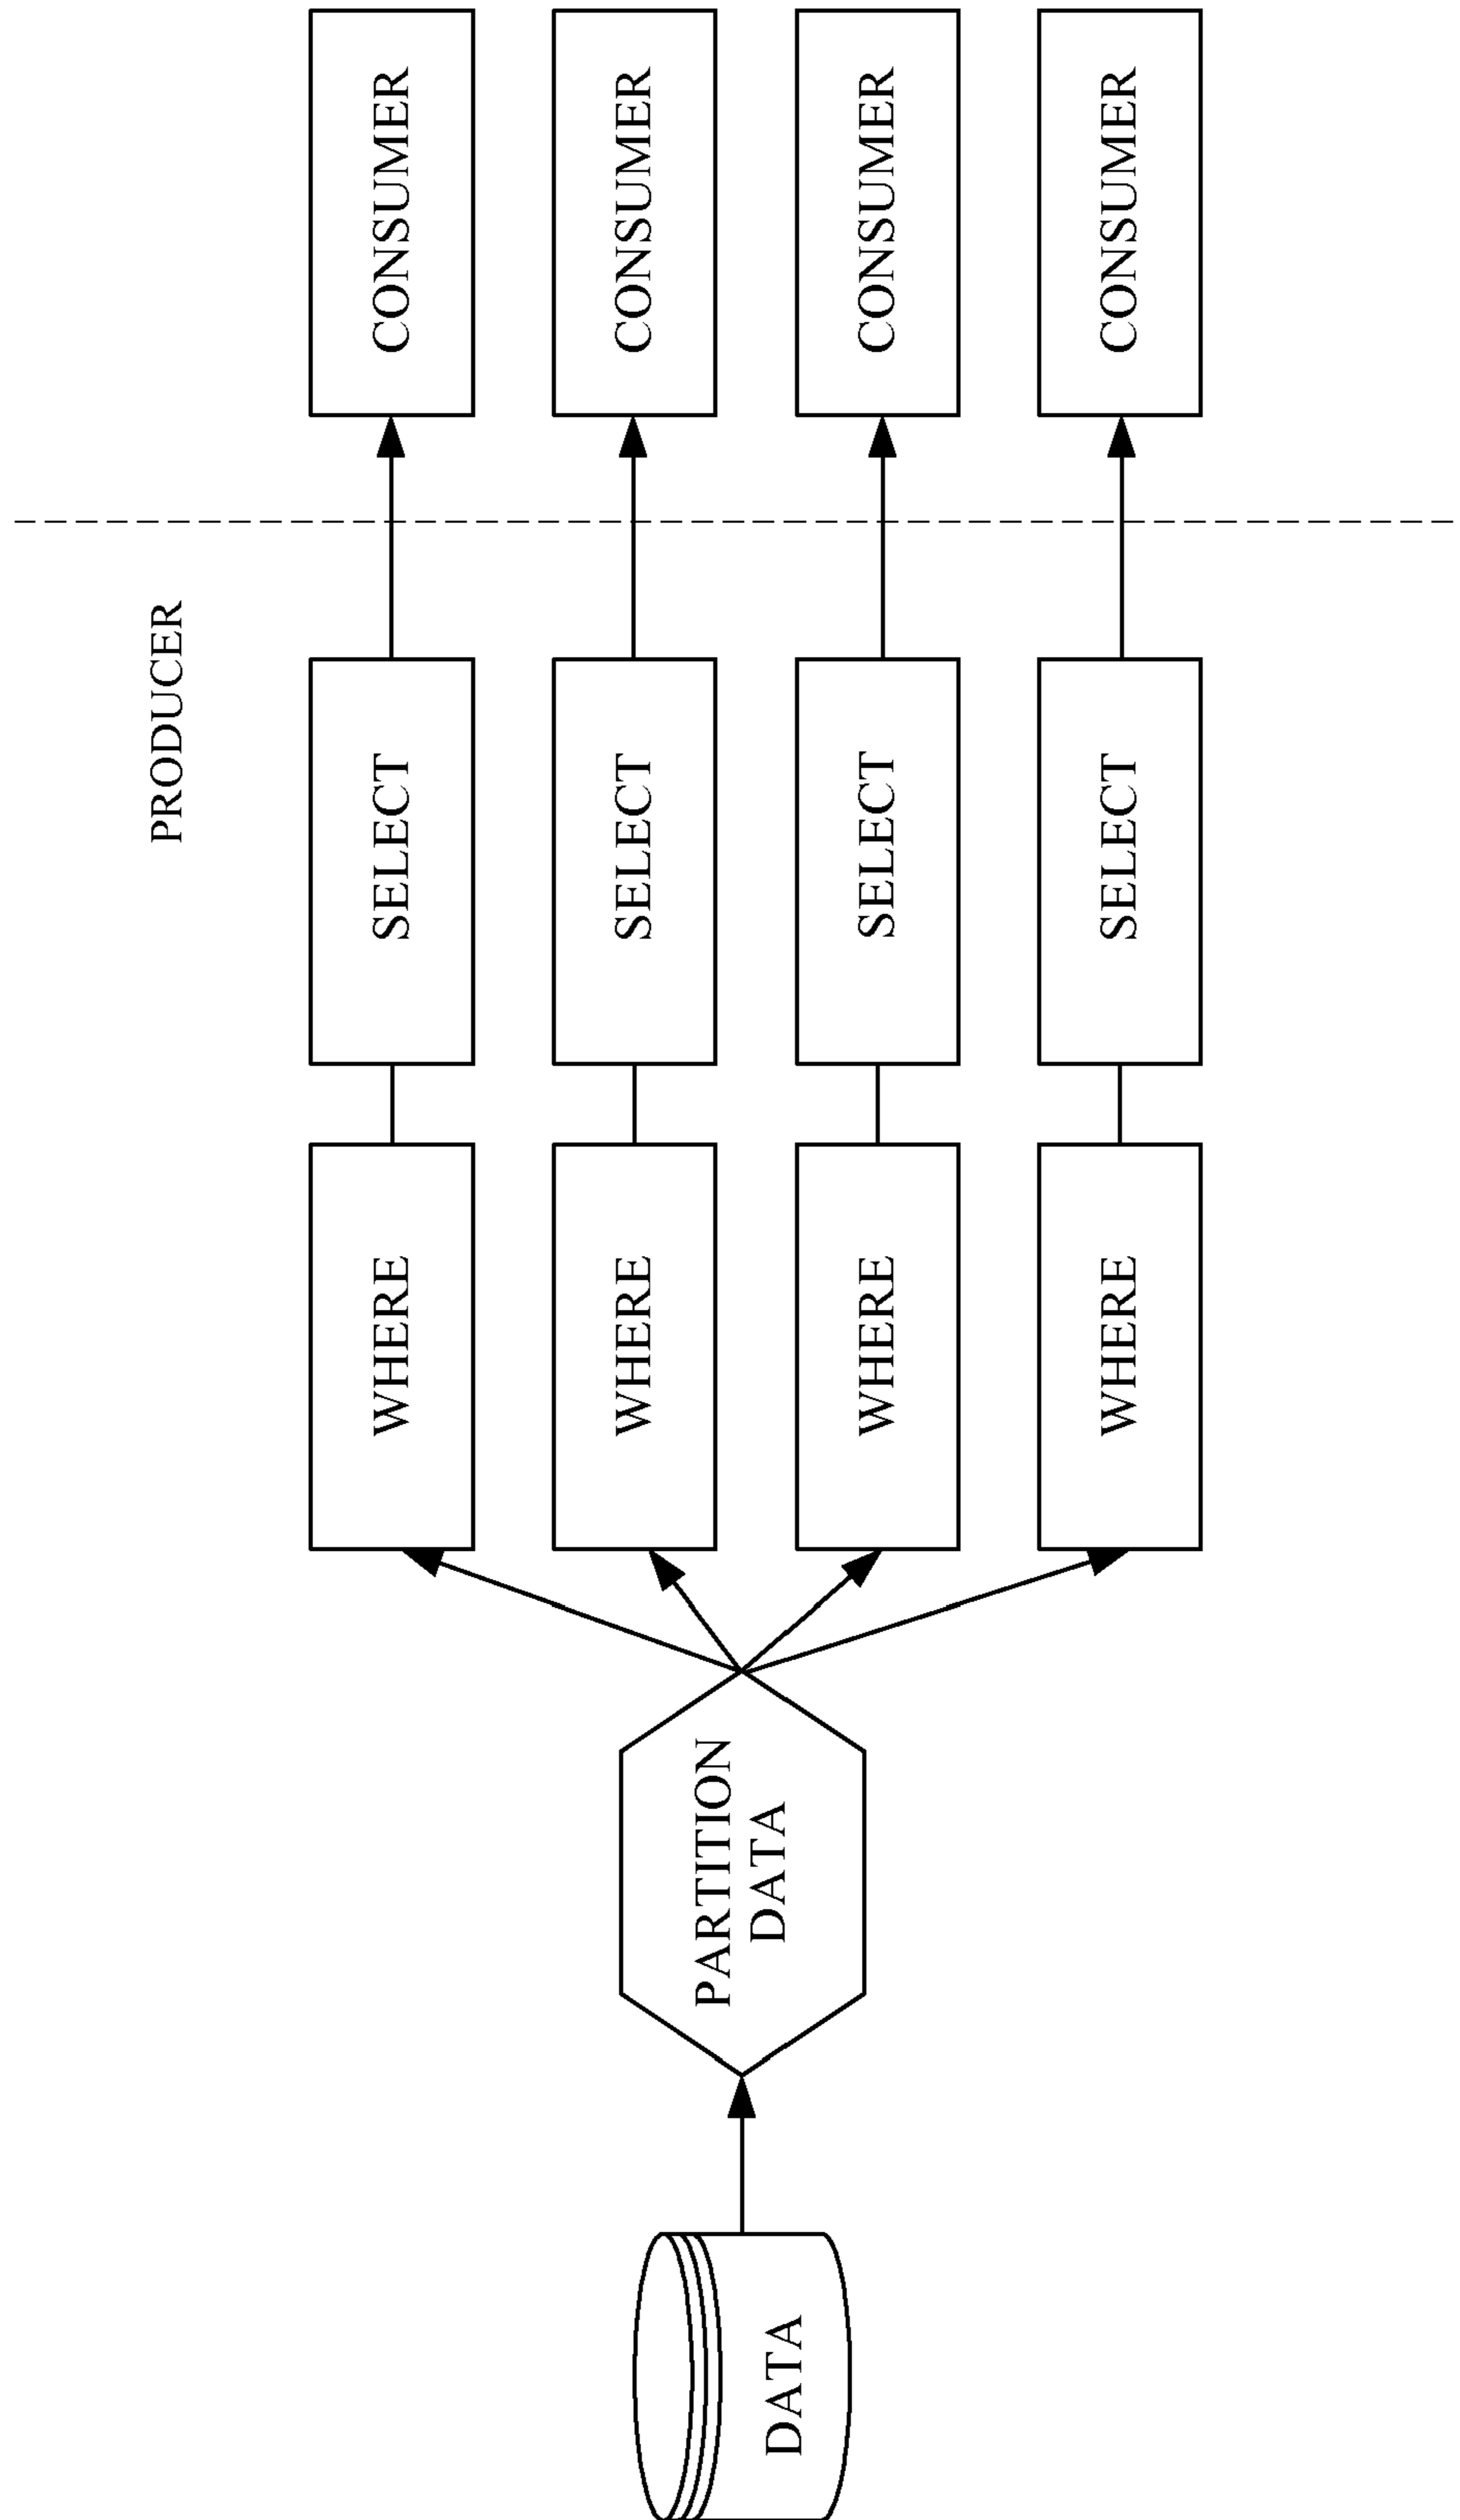 PRODUCER
DATA
PARTITION
DATA
WHERE
SELECT
CONSUMER
WHERE
SELECT
CONSUMER
WHERE
SELECT
CONSUMER
WHERE
SELECT
CONSUMER